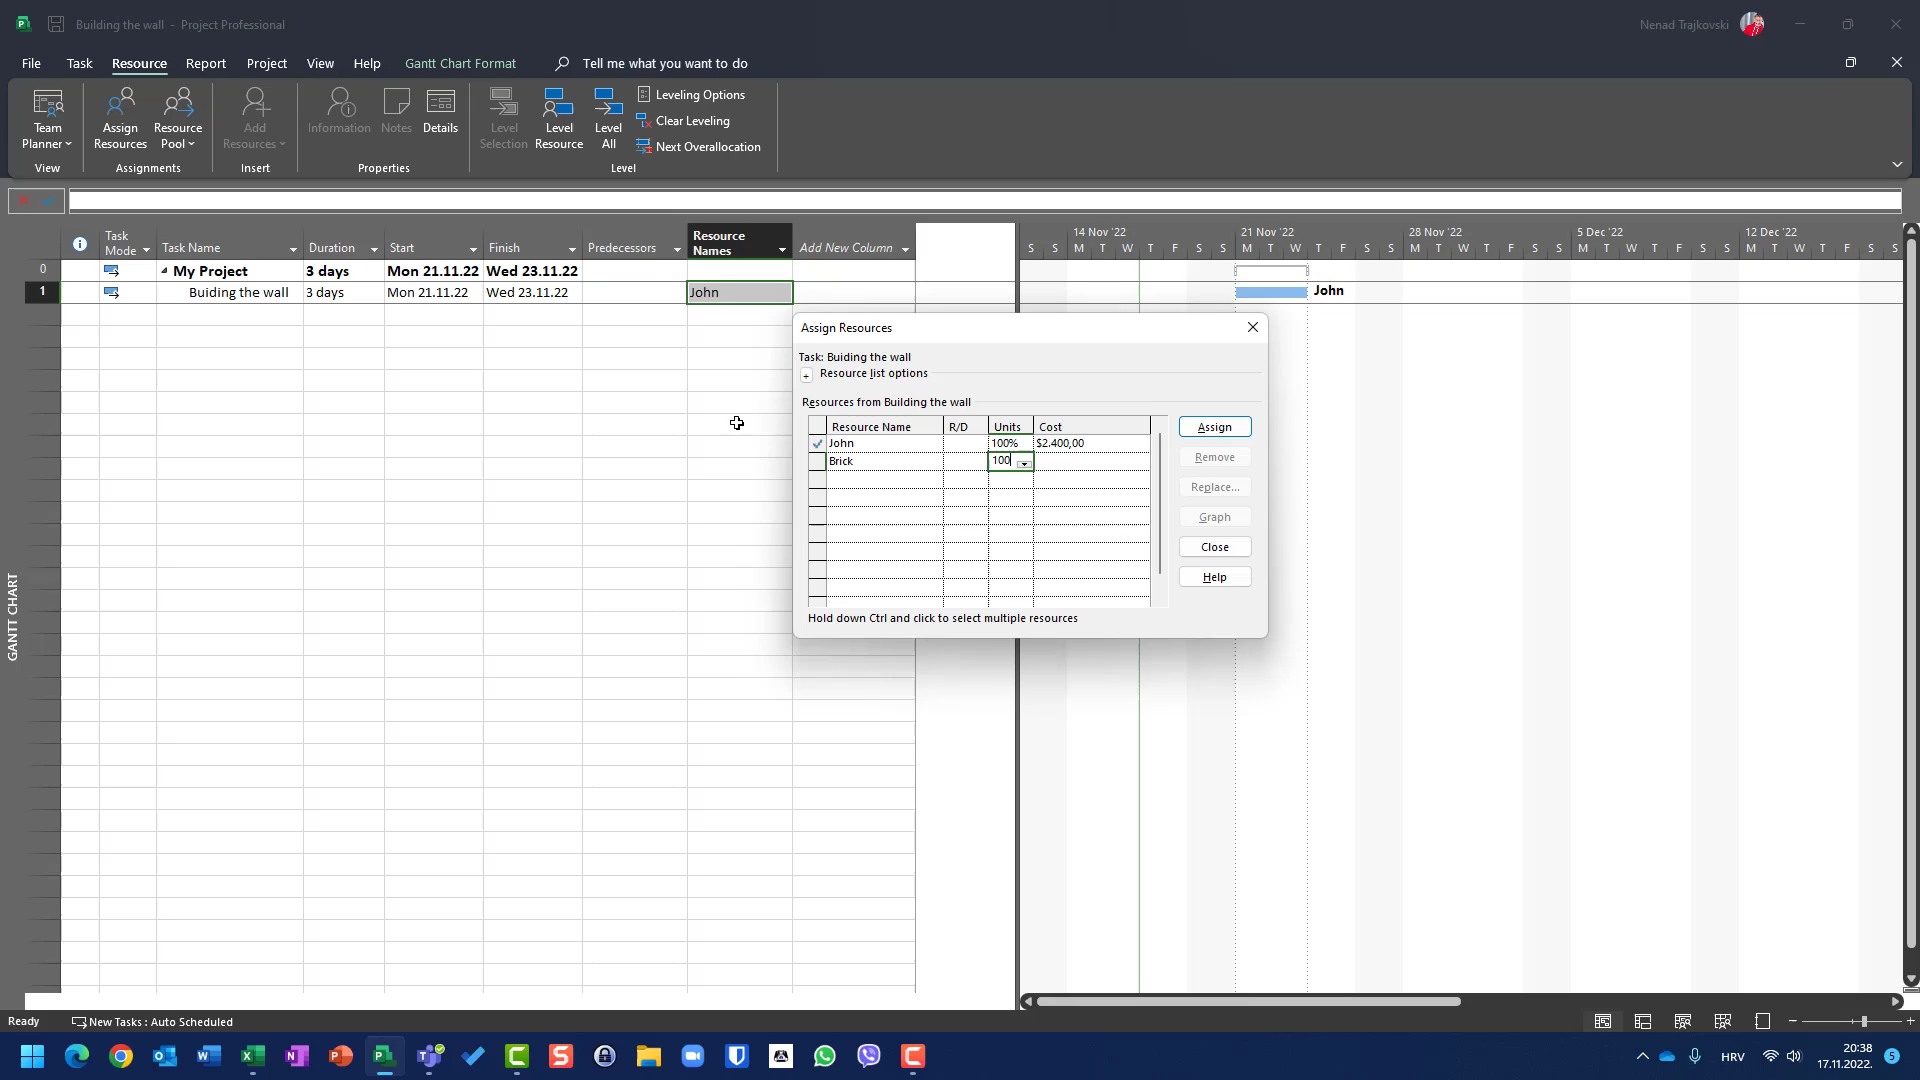 Building the wall - Project Professional
Nenad Trajkovski
File Task Resource Report Project View Help Gantt Chart Format Tell me what you want to do
Team Planner
Assign Resources
Resource Pool
Add Resources
Information
Notes
Details
Level Selection
Level Resource
Level All
Leveling Options
Clear Leveling
Next Overallocation
View Assignments Insert Properties Level
Task Mode Task Name Duration Start Finish Predecessors Resource Names Add New Column
14 Nov '22 21 Nov '22 28 Nov '22 5 Dec '22 12 Dec '22
S S M T W T F S S M T W T F S S M T W T F S S M T W T F S S M T W T F S S
0 My Project 3 days Mon 21.11.22 Wed 23.11.22
1 Buiding the wall 3 days Mon 21.11.22 Wed 23.11.22 John
John
Assign Resources
Task: Buiding the wall
+ Resource list options
Resources from Building the wall
Resource Name R/D Units Cost
John 100% $2.400,00
Brick 100
Assign
Remove
Replace...
Graph
Close
Help
Hold down Ctrl and click to select multiple resources
GANTT CHART
Ready New Tasks : Auto Scheduled
HRV
20:38
17.11.2022.
5